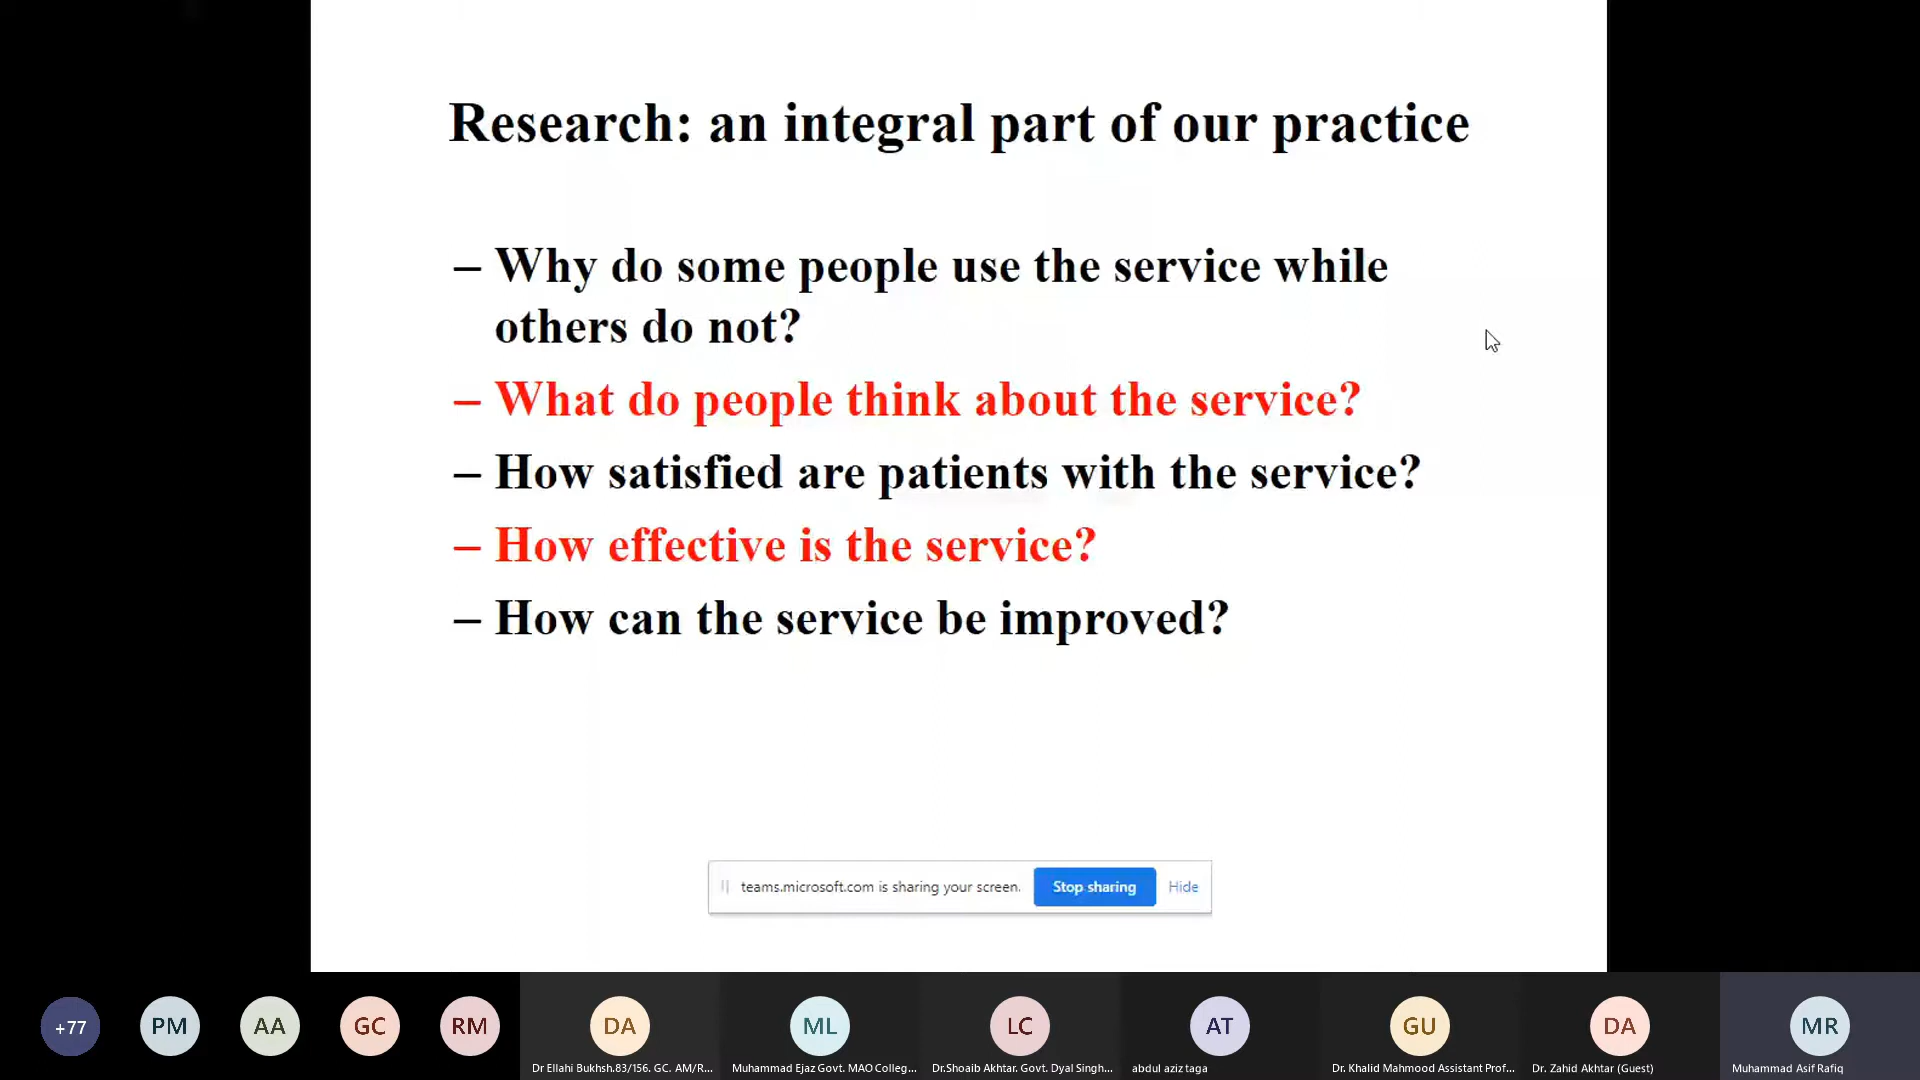 Research: an integral part of our practice
– Why do some people use the service while
others do not?
– What do people think about the service?
– How satisfied are patients with the service?
– How effective is the service?
– How can the service be improved?
teams.microsoft.com is sharing your screen. Stop sharing Hide
+77 PM AA GC RM DA ML LC AT GU DA MR
Dr Ellahi Bukhsh.83/156. GC. AM/R... Muhammad Ejaz Govt. MAO Colleg... Dr.Shoaib Akhtar. Govt. Dyal Singh... abdul aziz taga Dr. Khalid Mahmood Assistant Prof... Dr. Zahid Akhtar (Guest) Muhammad Asif Rafiq